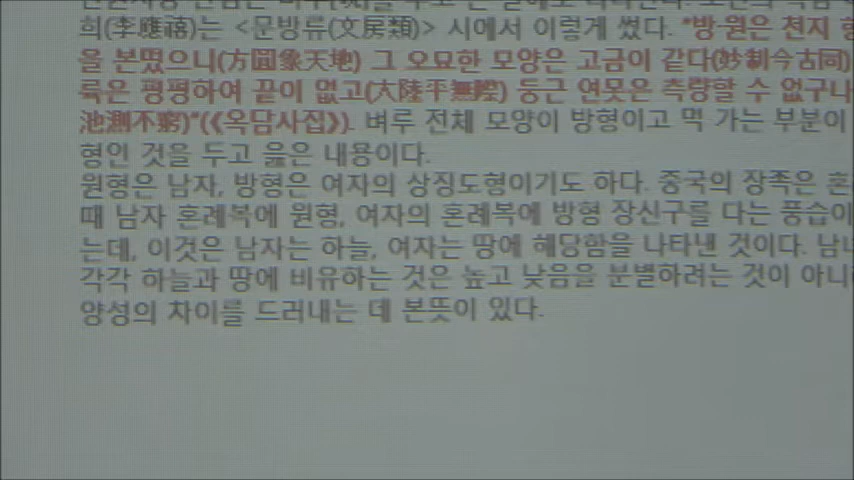 희(李應禧)는 <문방류(文房類)> 시에서 이렇게 썼다. "방·원은 천지 형
을 본떴으니(方圓象天地) 그 오묘한 모양은 고금이 같다(妙制今古同)
륙은 평평하여 끝이 없고(大陸平無際) 둥근 연못은 측량할 수 없구나
池測不窮)"(《옥담사집》). 벼루 전체 모양이 방형이고 먹 가는 부분이
형인 것을 두고 읊은 내용이다.
원형은 남자, 방형은 여자의 상징도형이기도 하다. 중국의 장족은 혼
때 남자 혼례복에 원형, 여자의 혼례복에 방형 장신구를 다는 풍습이
는데, 이것은 남자는 하늘, 여자는 땅에 해당함을 나타낸 것이다. 남녀
각각 하늘과 땅에 비유하는 것은 높고 낮음을 분별하려는 것이 아니
양성의 차이를 드러내는 데 본뜻이 있다.